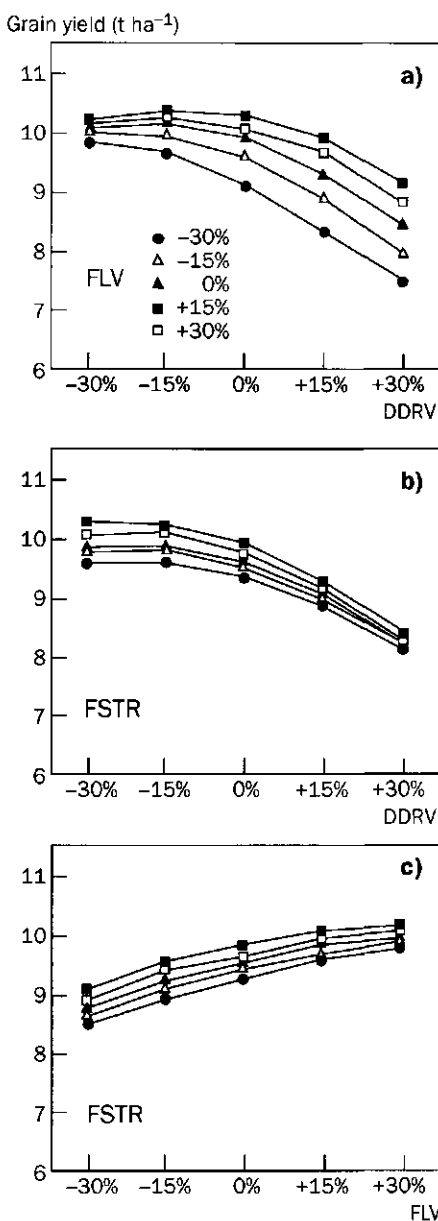 Grain yield (t ha⁻¹)
a)
11
10
9
8
7
6
FLV
−30%
−15%
0%
+15%
+30%
−30% −15% 0% +15% +30%
DDRV
b)
11
10
9
8
7
6
FSTR
−30% −15% 0% +15% +30%
DDRV
c)
11
10
9
8
7
6
FSTR
−30% −15% 0% +15% +30%
FLV